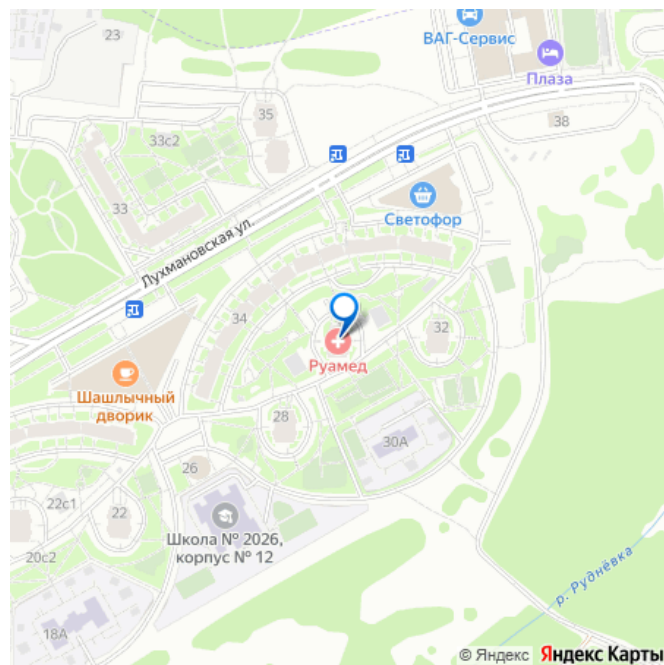 23
ВАГ-Сервис
Плаза
35
38
33с2
33
Светофор
Лухмановская ул.
34
32
Руамед
Шашлычный
дворик
28
30А
26
22с1
22
Школа № 2026,
корпус № 12
20с2
18А
р. Руднёвка
© Яндекс Яндекс Карты